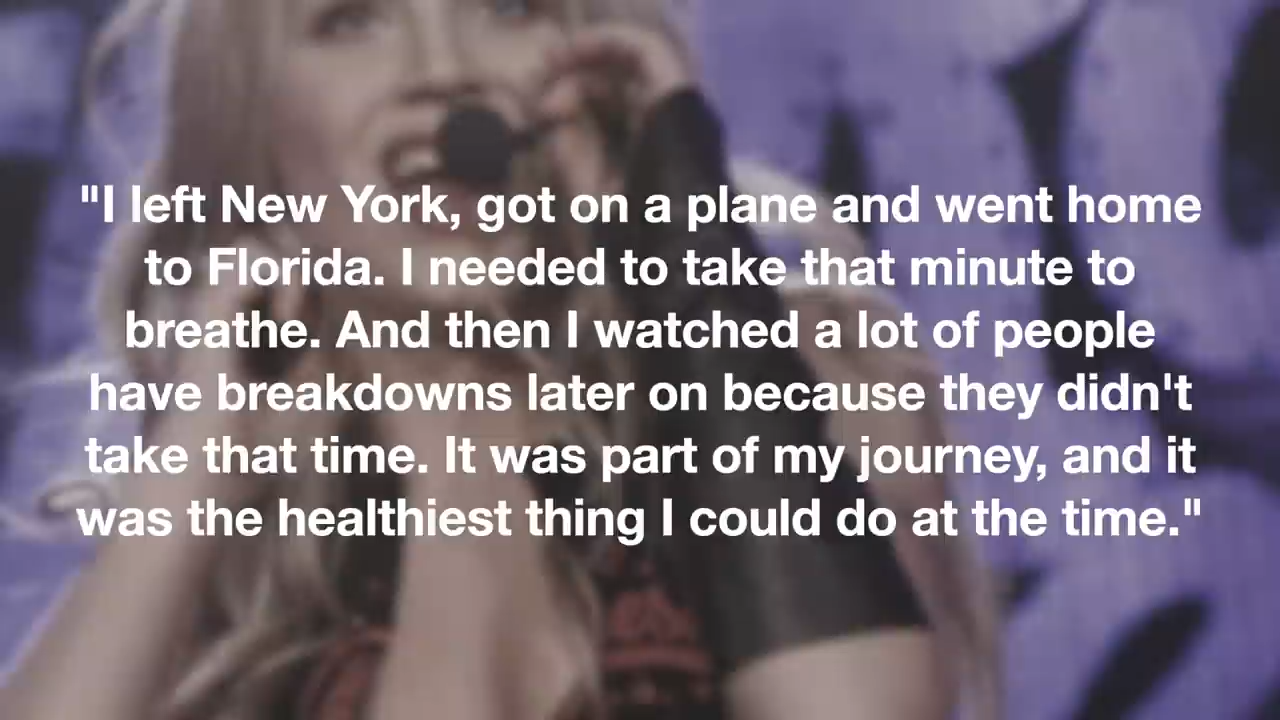 "I left New York, got on a plane and went home
to Florida. I needed to take that minute to
breathe. And then I watched a lot of people
have breakdowns later on because they didn't
take that time. It was part of my journey, and it
was the healthiest thing I could do at the time."